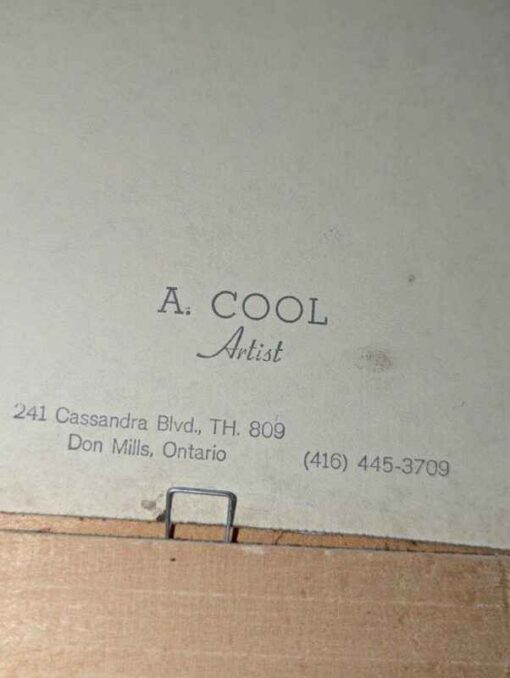 A. COOL
Artist
241 Cassandra Blvd., TH. 809
Don Mills, Ontario (416) 445-3709